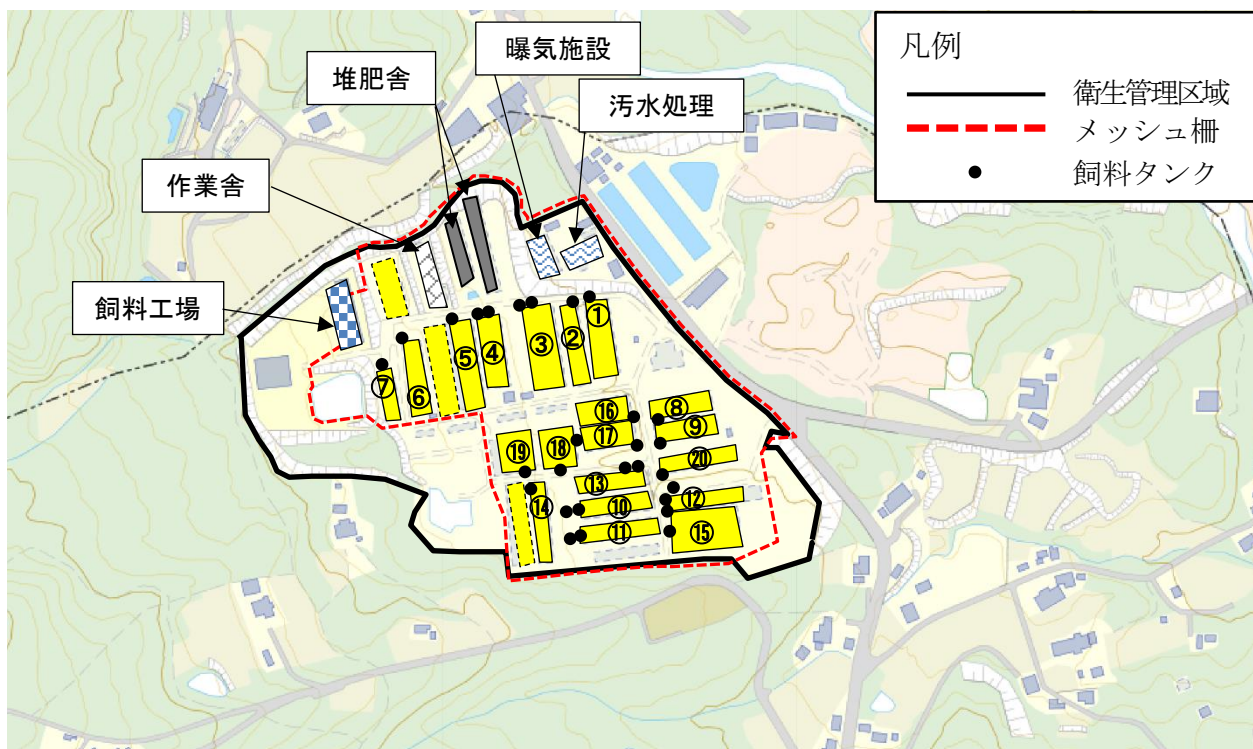 曝気施設
堆肥舎
汚水処理
作業舎
飼料工場
凡例
衛生管理区域
メッシュ柵
飼料タンク
①
②
③
④
⑤
⑥
⑦
⑧
⑯
⑰
⑨
⑲
⑱
⑳
⑬
⑭
⑩
⑫
⑪
⑮